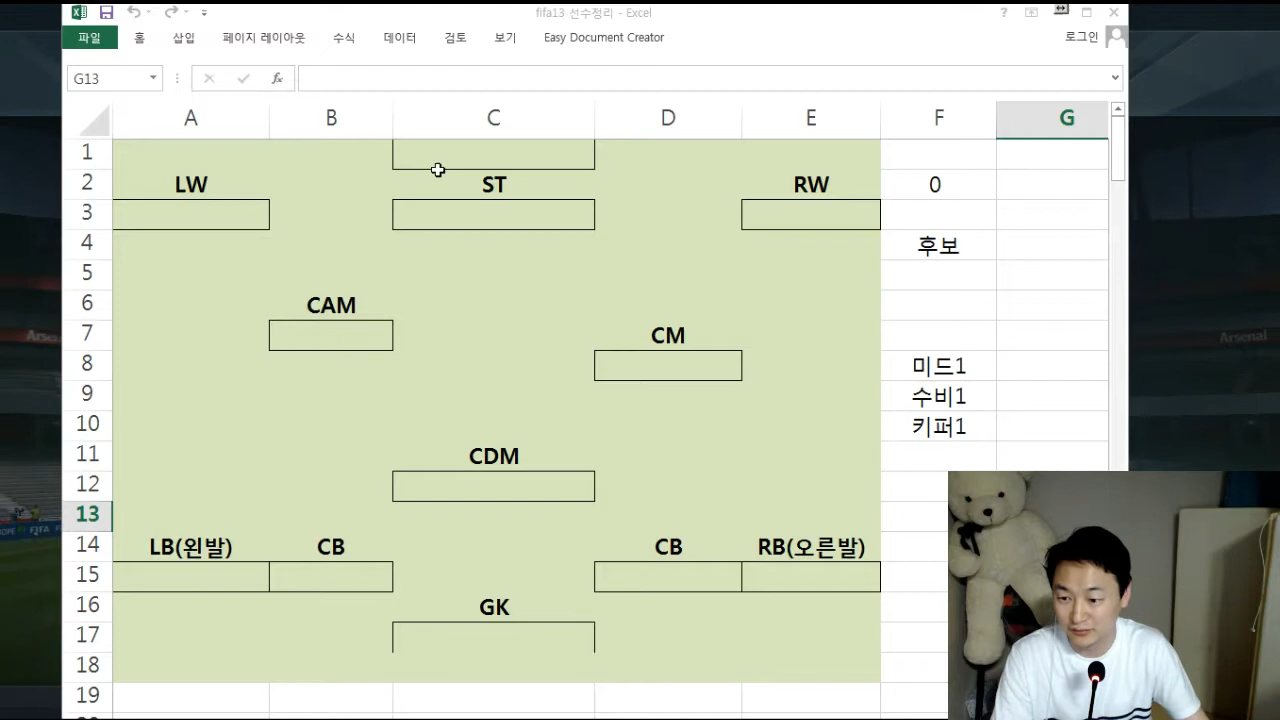 fifa13 선수정리 - Excel
?
파일 홈 삽입 페이지 레이아웃 수식 데이터 검토 보기 Easy Document Creator 로그인
G13 fx
A B C D E F G
1
2 LW ST RW 0
3
4 후보
5
6 CAM
7 CM
8 미드1
9 수비1
10 키퍼1
11 CDM
12
13
14 LB(왼발) CB CB RB(오른발)
15
16 GK
17
18
19
Arsenal
FIFA